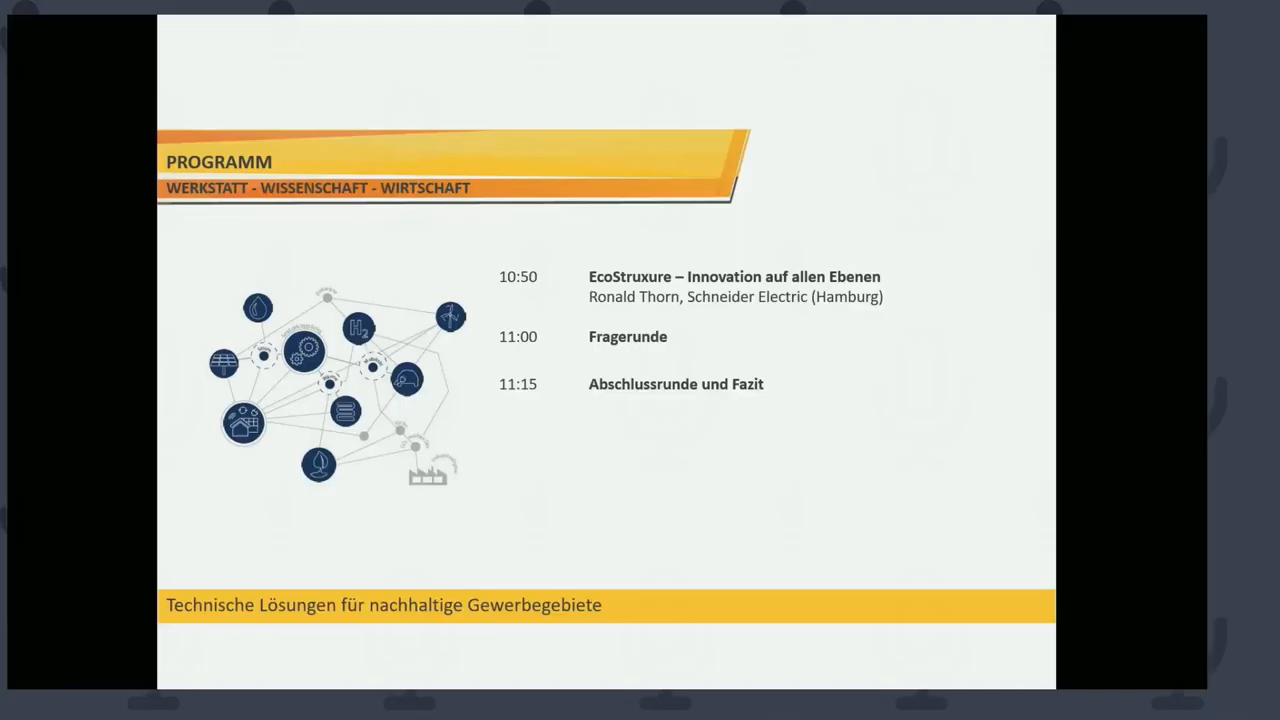 PROGRAMM
WERKSTATT - WISSENSCHAFT - WIRTSCHAFT
10:50 EcoStruxure – Innovation auf allen Ebenen
Ronald Thorn, Schneider Electric (Hamburg)
11:00 Fragerunde
11:15 Abschlussrunde und Fazit
H2
Technische Lösungen für nachhaltige Gewerbegebiete